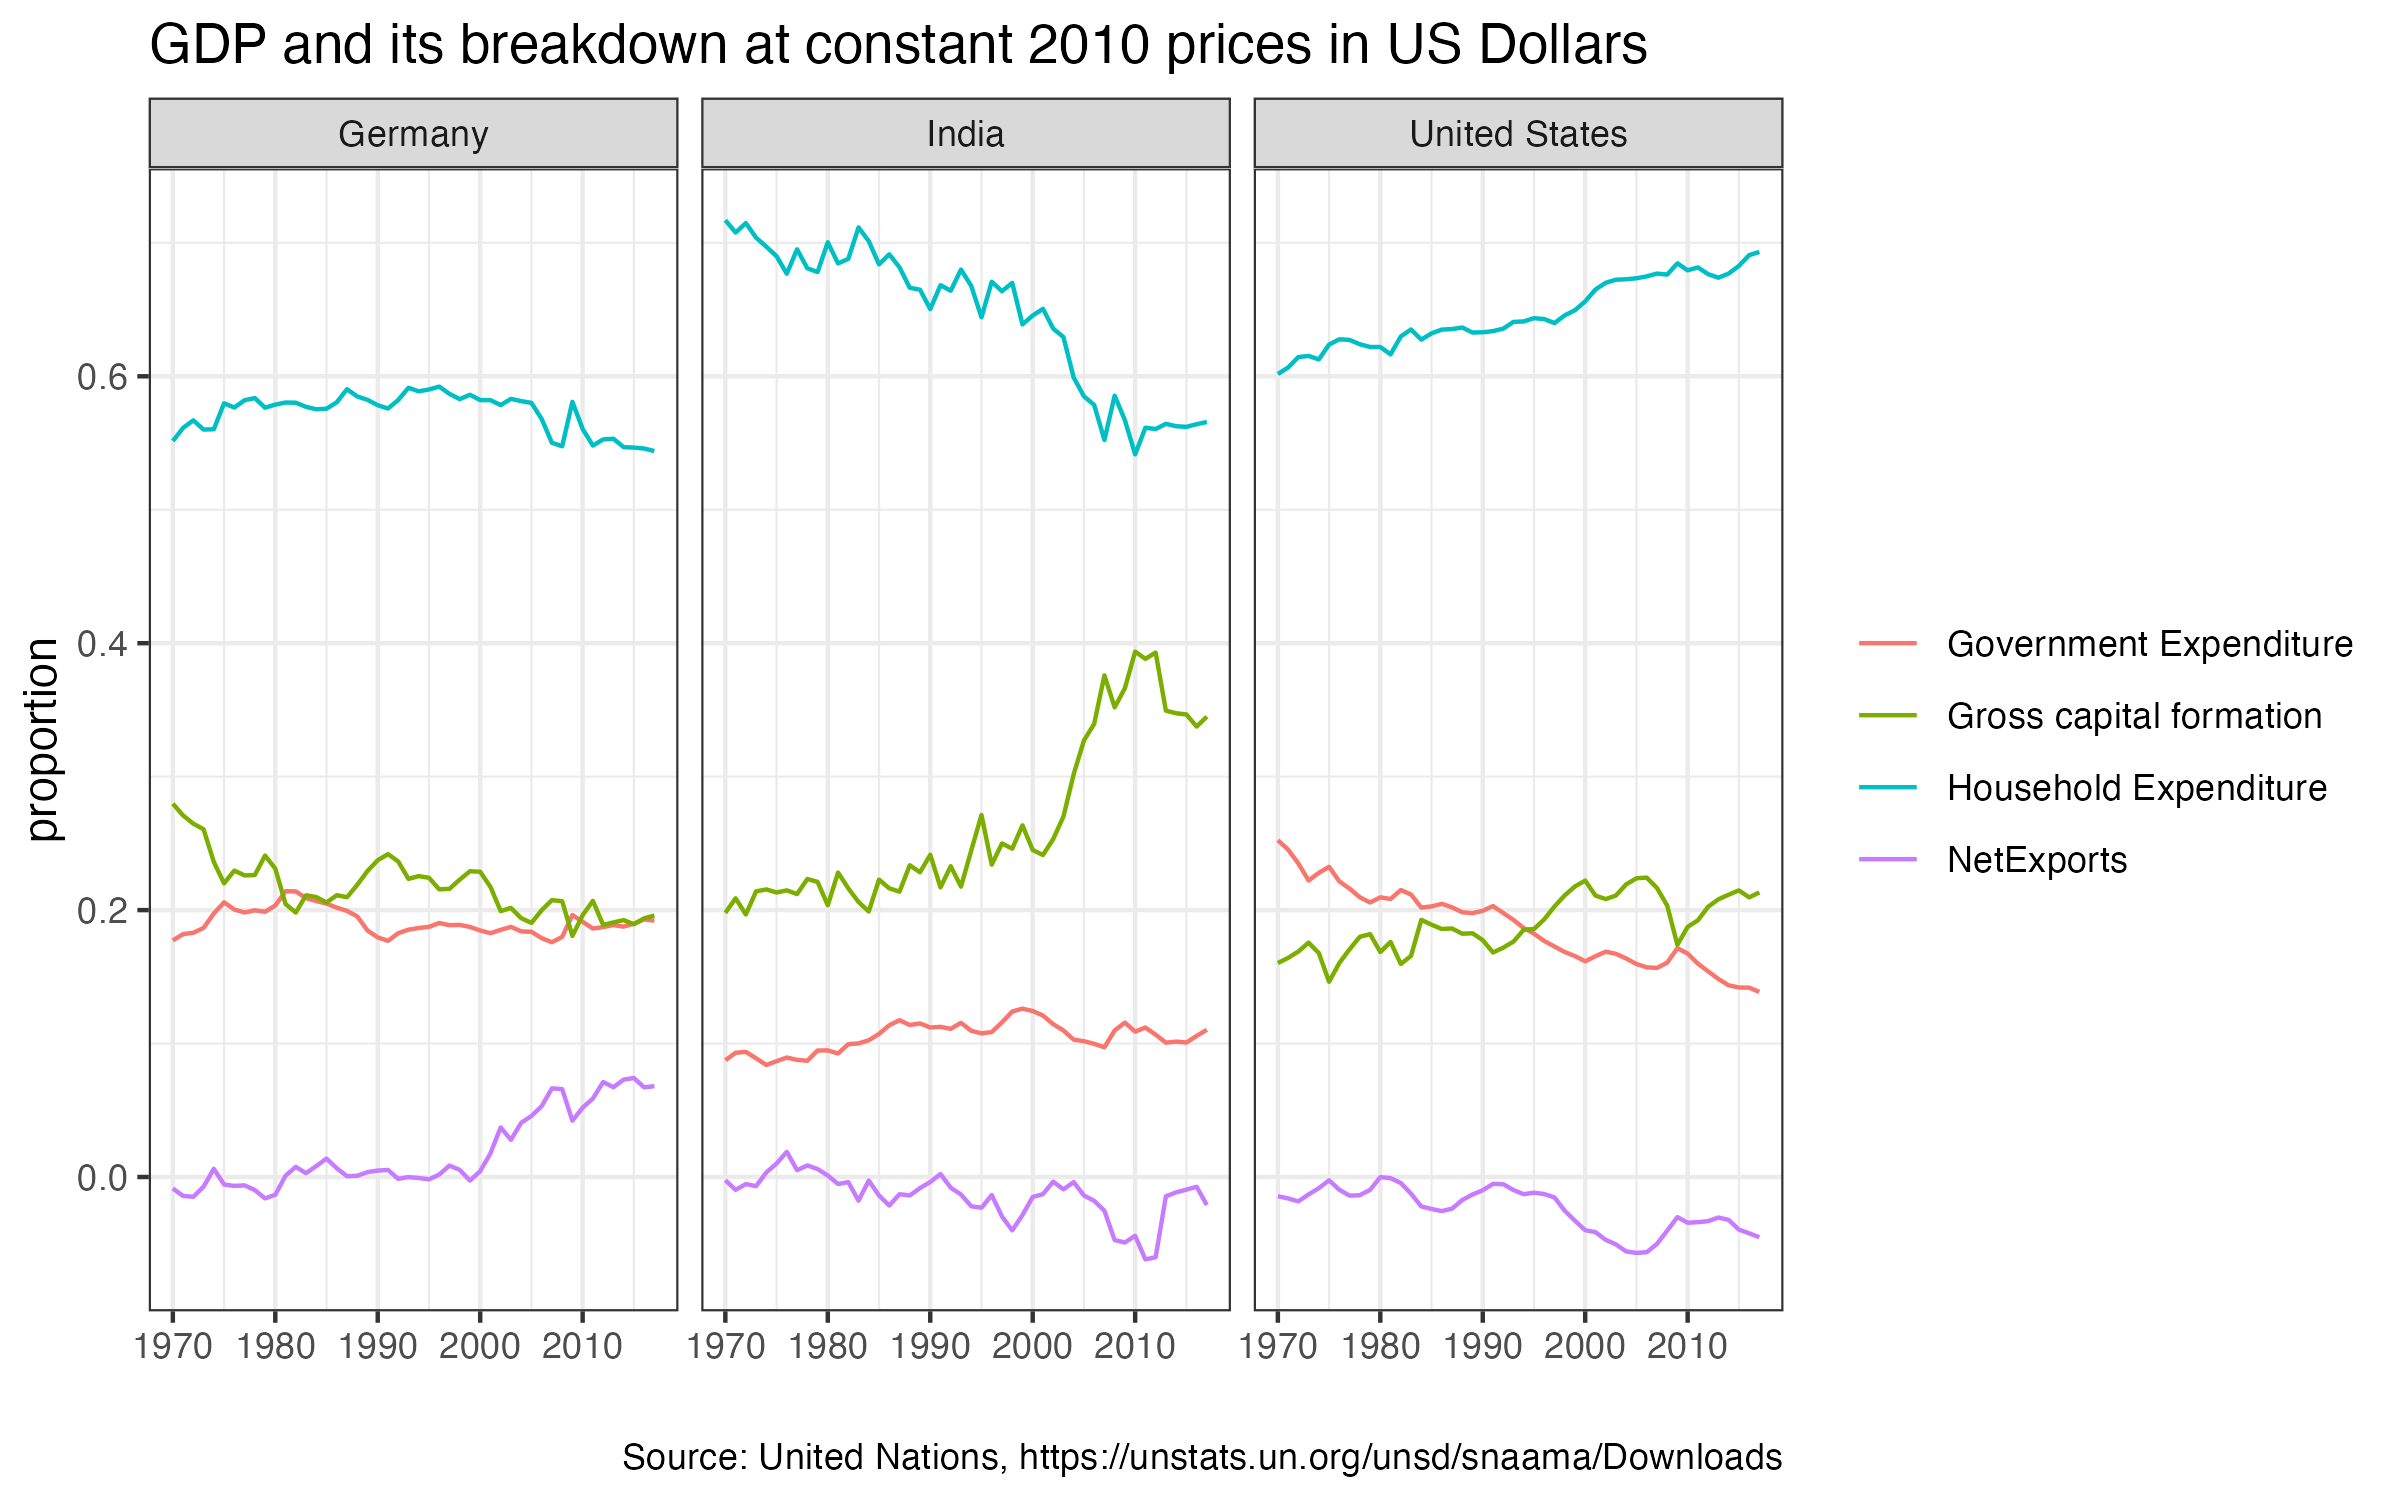 GDP and its breakdown at constant 2010 prices in US Dollars
Germany India United States
0.6
0.4
0.2
0.0
proportion
1970 1980 1990 2000 2010 1970 1980 1990 2000 2010 1970 1980 1990 2000 2010
Government Expenditure
Gross capital formation
Household Expenditure
NetExports
Source: United Nations, https://unstats.un.org/unsd/snaama/Downloads